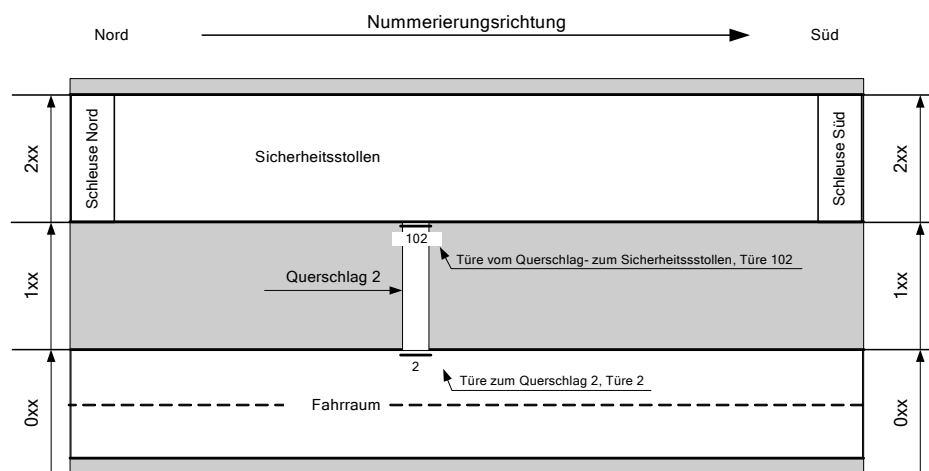 Nummerierungsrichtung
Nord
Süd
2xx
Schleuse Nord
Sicherheitsstollen
Schleuse Süd
2xx
102
1xx
Türe vom Querschlag- zum Sicherheitssstollen, Türe 102
Querschlag 2
1xx
2
Türe zum Querschlag 2, Türe 2
0xx
Fahrraum
0xx